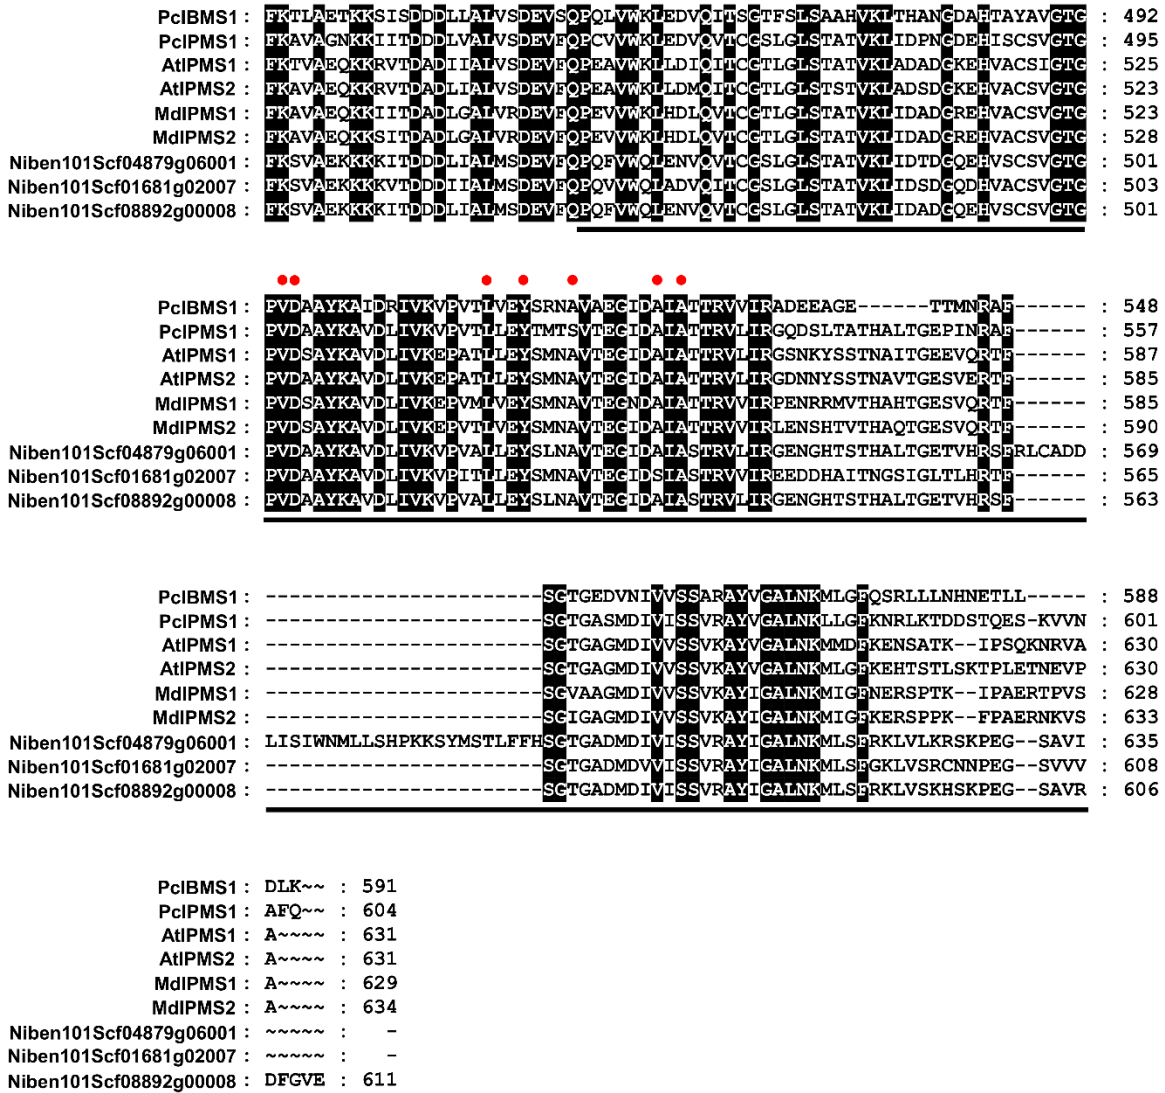 PcIBMS1 : FKTLAETKKSISDDDLLALVSDEVSQPQLVWKLEDVQITSGTFSLSAAHVKLTHANGDAHTAYAVGTG : 492
PcIPMS1 : FKAVAGNKKIITDDDLVALVSDEVFQPCVVWKLEDVQVTCGSLGLSTATVKLIDPNGDEHISCSVGTG : 495
AtIPMS1 : FKTVAEQKKRVTDADIIALVSDEVFQPEAVWKLLDIQITCGTLGLSTATVKLADADGKEHVACSIGTG : 525
AtIPMS2 : FKAVAEQKKRVTDADLIALVSDEVFQPEAVWKLLDMQITCGTLGLSTSTVKLADSDGKEHVACSVGTG : 523
MdIPMS1 : FKAVAEQKKIITDADLGALVRDEVFQPEVVWKLHDLQVTCGTLGLSTATVKLIDADGREHVACSVGTG : 523
MdIPMS2 : FKAVAEQKKSITDADLGALVRDEVFQPEVVWKLHDLQVTCGTLGLSTATVKLIDADGREHVACSVGTG : 528
Niben101Scf04879g06001 : FKSVAEKKKKITDDDLIALMSDEVFQPQFVWQLENVQVTCGSLGLSTATVKLIDTDGQEHVACSVGTG : 501
Niben101Scf01681g02007 : FKSVAEKKKKVTDDDIIALMSDEVFQPQVVWQLADVQITCGSLGLSTATVKLIDSDGQDHVACSVGTG : 503
Niben101Scf08892g00008 : FKSVAEKKKKITDDDLIALMSDEVFQPQFVWQLENVQVTCGSLGLSTATVKLIDADGQEHVSCSVGTG : 501
PcIBMS1 : PVDAAYKAIDRIVKVPVTLVEYSRNAVAEGIDAIATTRVVIRADEEAGE------TTMNRAF------ : 548
PcIPMS1 : PVDAAYKAVDLIVKVPVTLLEYTMTSVTEGIDAIATTRVLIRGQDSLTATHALTGEPINRAF------ : 557
AtIPMS1 : PVDSAYKAVDLIVKEPATLLEYSMNAVTEGIDAIATTRVLIRGSNKYSSTNAITGEEVQRTF------ : 587
AtIPMS2 : PVDSAYKAVDLIVKEPATLLEYSMNAVTEGIDAIATTRVLIRGDNNYSSTNAVTGESVERTF------ : 585
MdIPMS1 : PVDSAYKAVDLIVKEPVMLVEYSMNAVTEGNDAIATTRVVIRPENRRMVTHAHTGESVQRTF------ : 585
MdIPMS2 : PVDSAYKAVDLIVKEPVTLVEYSMNAVTEGIDAIATTRVVIRLENSHTVTHAQTGESVQRTF------ : 590
Niben101Scf04879g06001 : PVDAAYKAVDLIVKVPVALLEYSLNAVTEGIDAIASTRVLIRGENGHTSTHALTGETVHRSFRLCADD : 569
Niben101Scf01681g02007 : PVDAAYKAVDLIVKVPITLLEYSLNAVTEGIDSIASTRVVIREEDDHAITNGSIGLTLHRTF------ : 565
Niben101Scf08892g00008 : PVDAAYKAVDLIVKVPVALLEYSLNAVTEGIDAIASTRVLIRGENGHTSTHALTGETVHRSF------ : 563
PcIBMS1 : -----------------------SGTGEDVNIVVSSARAYVGALNKMLGFQSRLLLNHNETLL----- : 588
PcIPMS1 : -----------------------SGTGASMDIVISSVRAYVGALNKLLGFKNRLKTDDSTQES-KVVN : 601
AtIPMS1 : -----------------------SGTGAGMDIVVSSVKAYVGALNKMMDFKENSATK--IPSQKNRVA : 630
AtIPMS2 : -----------------------SGTGAGMDIVVSSVKAYVGALNKMLGFKEHTSTLSKTPLETNEVP : 630
MdIPMS1 : -----------------------SGVAAGMDIVVSSVKAYIGALNKMIGFNERSPTK--IPAERTPVS : 628
MdIPMS2 : -----------------------SGIGAGMDIVVSSVKAYIGALNKMIGFKERSPPK--FPAERNKVS : 633
Niben101Scf04879g06001 : LISIWNMLLSHPKKSYMSTLFFHSGTGADMDIVISSVRAYIGALNKMLSFRKLVLKRSKPEG--SAVI : 635
Niben101Scf01681g02007 : -----------------------SGTGADMDVVISSVRAYIGALNKMLSFGKLVSRCNNPEG--SVVV : 608
Niben101Scf08892g00008 : -----------------------SGTGADMDIVISSVRAYIGALNKMLSFRKLVSKHSKPEG--SAVR : 606
PcIBMS1 : DLK~~ : 591
PcIPMS1 : AFQ~~ : 604
AtIPMS1 : A~~~~ : 631
AtIPMS2 : A~~~~ : 631
MdIPMS1 : A~~~~ : 629
MdIPMS2 : A~~~~ : 634
Niben101Scf04879g06001 : ~~~~~ : -
Niben101Scf01681g02007 : ~~~~~ : -
Niben101Scf08892g00008 : DFGVE : 611